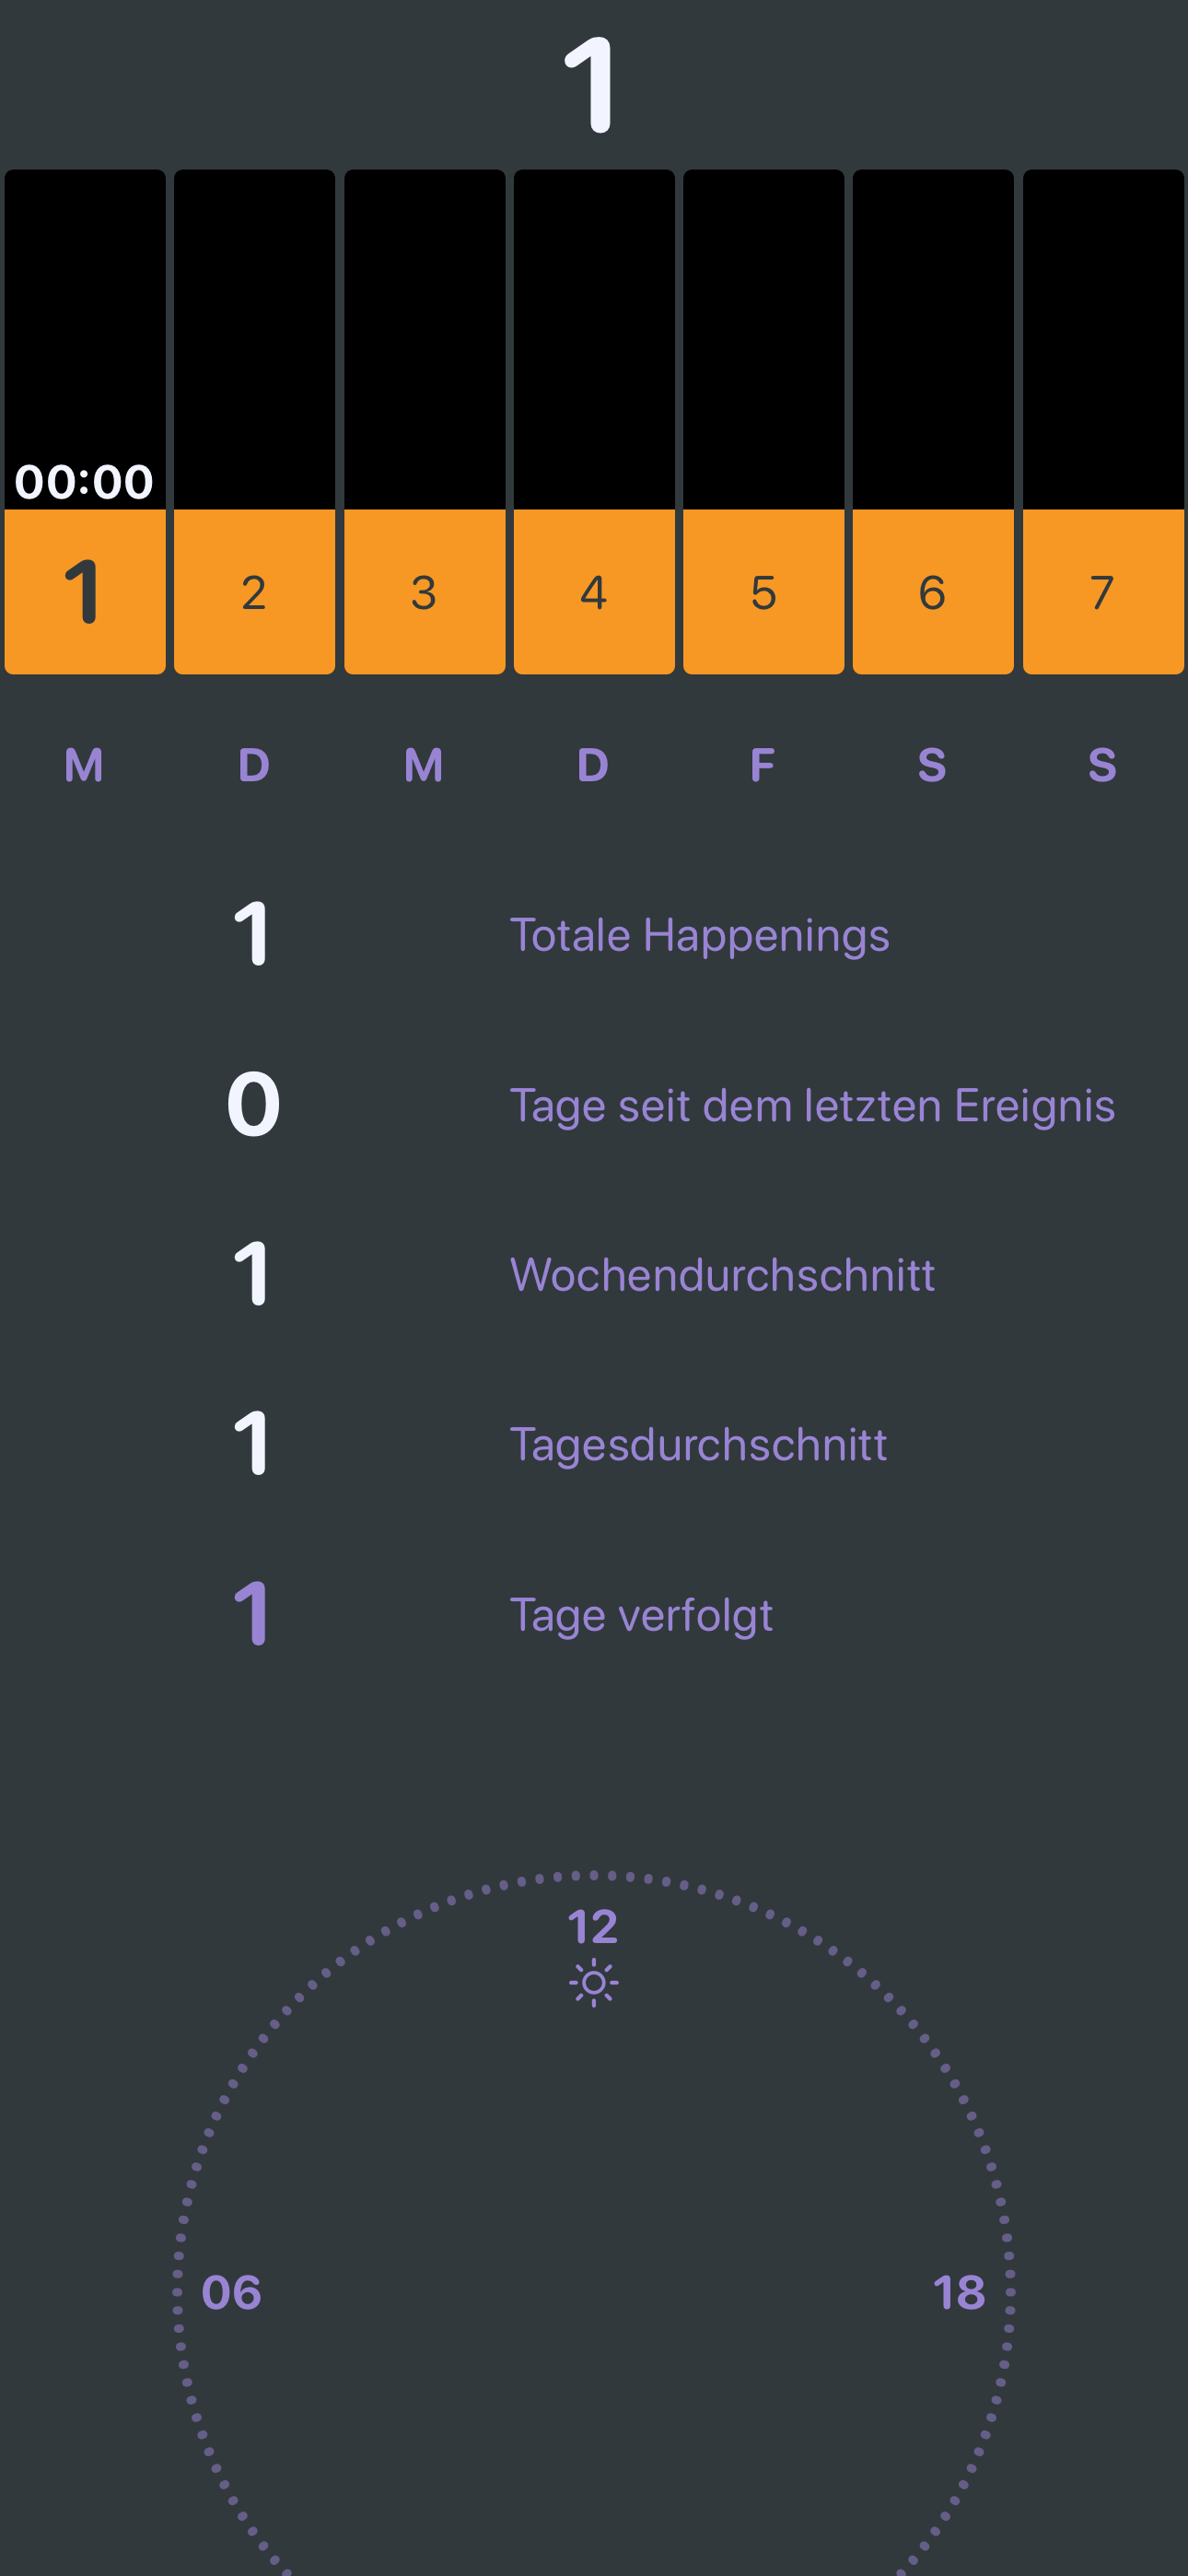 1
00:00
1 2 3 4 5 6 7
M D M D F S S
1 Totale Happenings
0 Tage seit dem letzten Ereignis
1 Wochendurchschnitt
1 Tagesdurchschnitt
1 Tage verfolgt
12
06 18